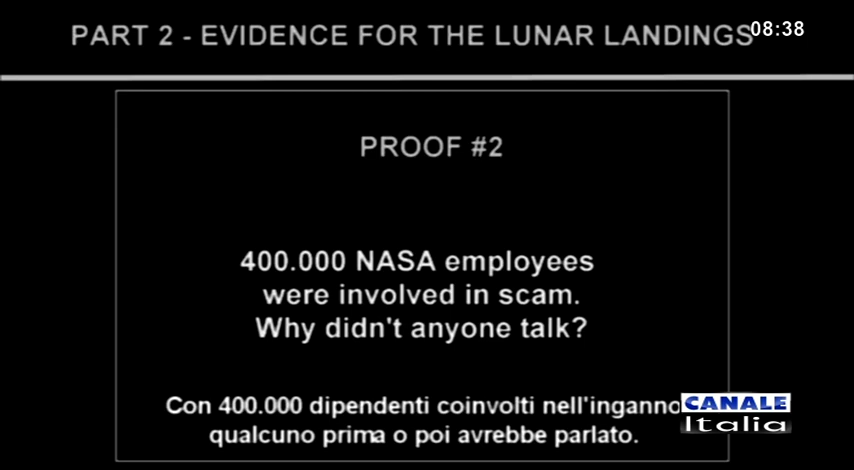 PART 2 - EVIDENCE FOR THE LUNAR LANDINGS
08:38
PROOF #2
400.000 NASA employees
were involved in scam.
Why didn't anyone talk?
Con 400.000 dipendenti coinvolti nell'inganno
qualcuno prima o poi avrebbe parlato.
CANALE
Italia